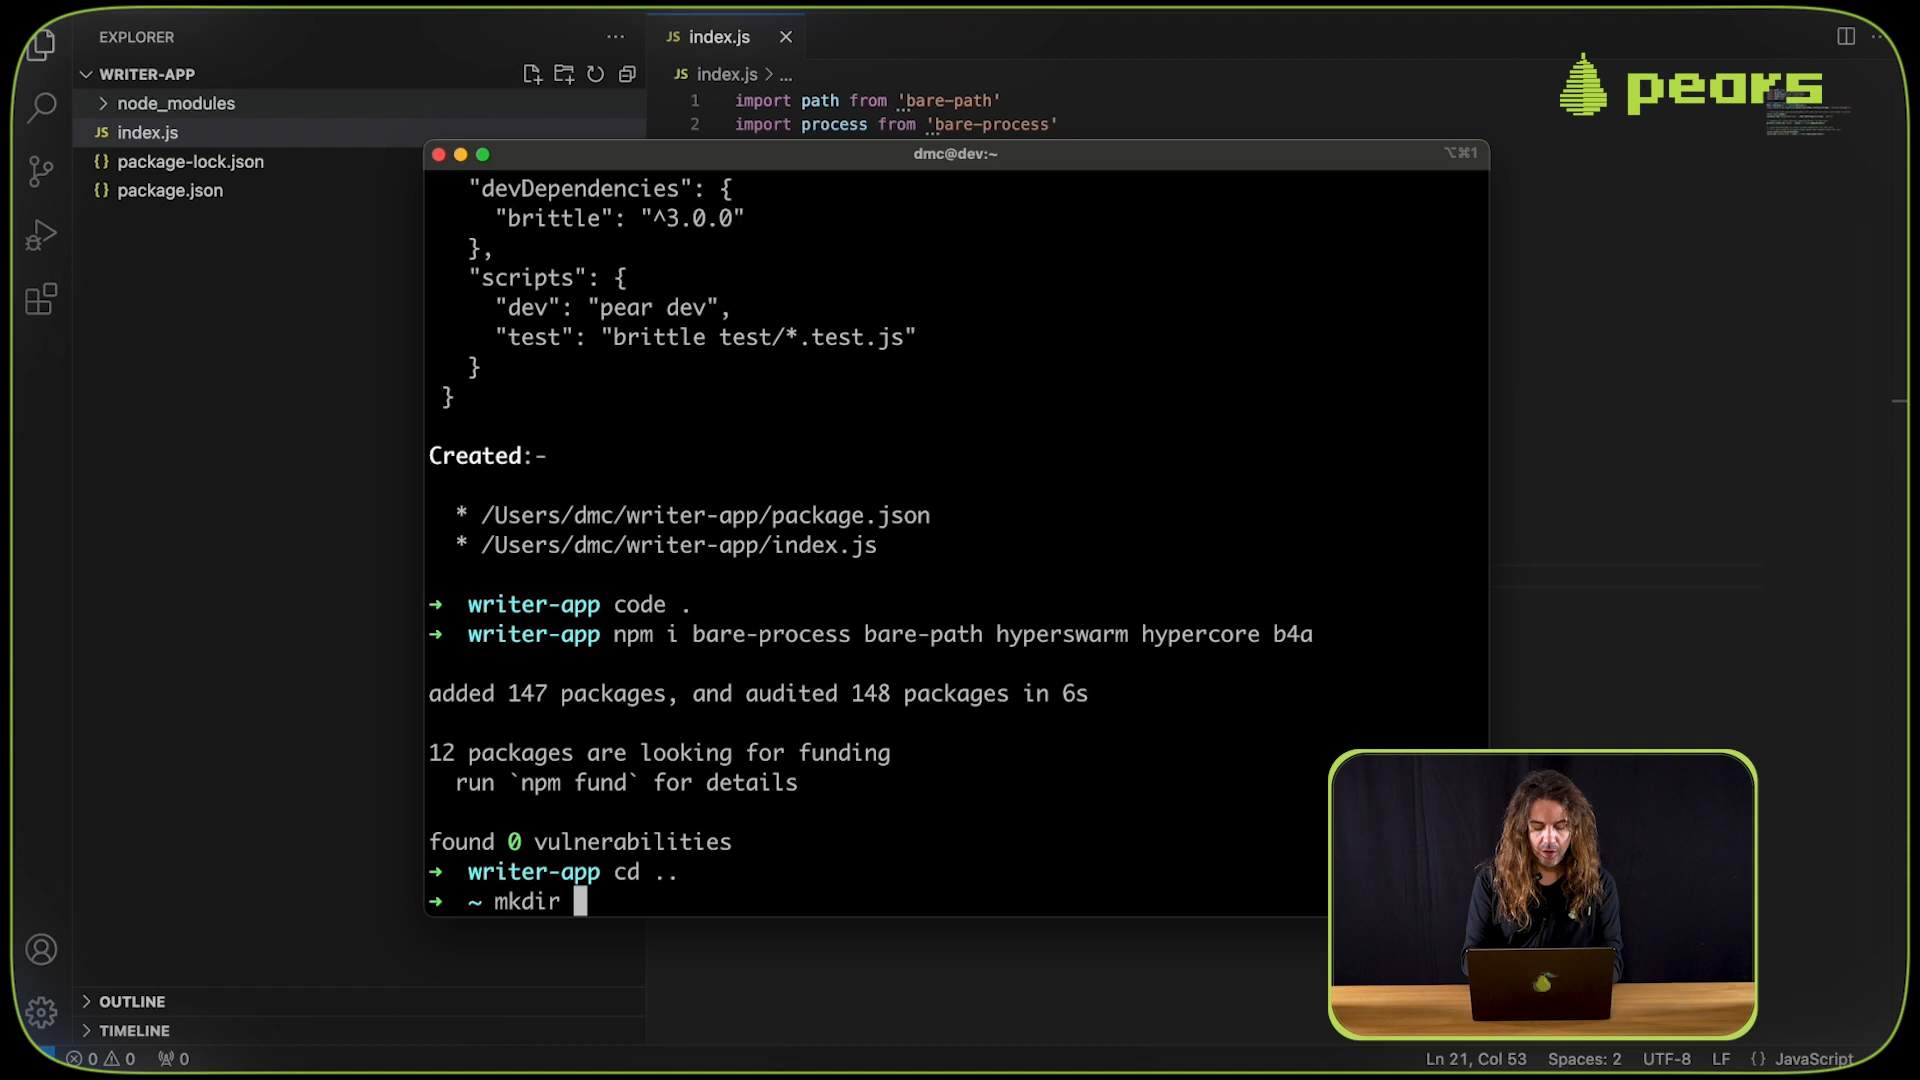 EXPLORER
WRITER-APP
node_modules
JS index.js
{} package-lock.json
{} package.json
JS index.js
JS index.js > ...
1 import path from 'bare-path'
2 import process from 'bare-process'
pears
dmc@dev:~
⌥⌘1
"devDependencies": {
"brittle": "^3.0.0"
},
"scripts": {
"dev": "pear dev",
"test": "brittle test/*.test.js"
}
}
Created:-
* /Users/dmc/writer-app/package.json
* /Users/dmc/writer-app/index.js
➜ writer-app code .
➜ writer-app npm i bare-process bare-path hyperswarm hypercore b4a
added 147 packages, and audited 148 packages in 6s
12 packages are looking for funding
run `npm fund` for details
found 0 vulnerabilities
➜ writer-app cd ..
➜ ~ mkdir
OUTLINE
TIMELINE
0 0 0
Ln 21, Col 53 Spaces: 2 UTF-8 LF {} JavaScript